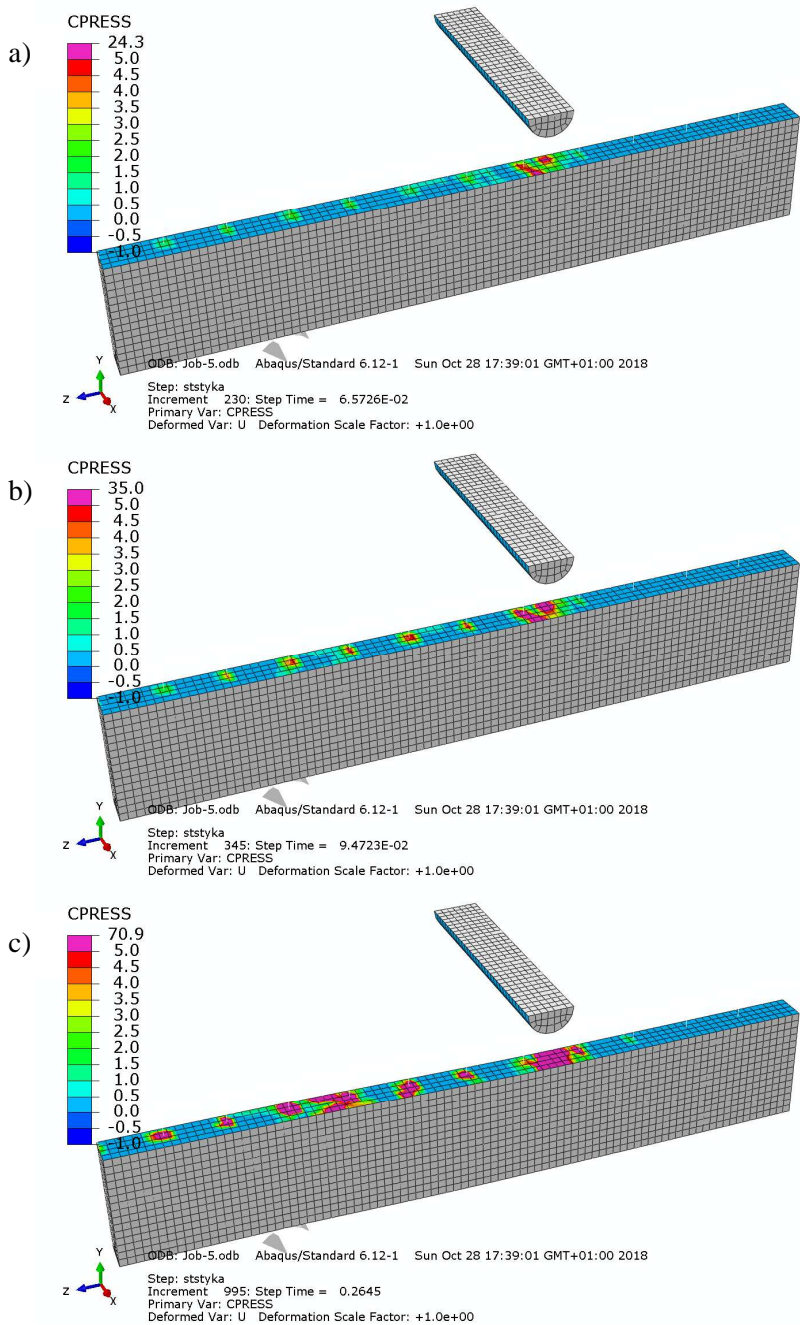 a)
CPRESS
24.3
5.0
4.5
4.0
3.5
3.0
2.5
2.0
1.5
1.0
0.5
0.0
-0.5
-1.0
Y
Z
X
ODB: Job-5.odb Abaqus/Standard 6.12-1 Sun Oct 28 17:39:01 GMT+01:00 2018
Step: ststyka
Increment 230: Step Time = 6.5726E-02
Primary Var: CPRESS
Deformed Var: U Deformation Scale Factor: +1.0e+00
b)
CPRESS
35.0
5.0
4.5
4.0
3.5
3.0
2.5
2.0
1.5
1.0
0.5
0.0
-0.5
-1.0
Y
Z
X
ODB: Job-5.odb Abaqus/Standard 6.12-1 Sun Oct 28 17:39:01 GMT+01:00 2018
Step: ststyka
Increment 345: Step Time = 9.4723E-02
Primary Var: CPRESS
Deformed Var: U Deformation Scale Factor: +1.0e+00
c)
CPRESS
70.9
5.0
4.5
4.0
3.5
3.0
2.5
2.0
1.5
1.0
0.5
0.0
-0.5
-1.0
Y
Z
X
ODB: Job-5.odb Abaqus/Standard 6.12-1 Sun Oct 28 17:39:01 GMT+01:00 2018
Step: ststyka
Increment 995: Step Time = 0.2645
Primary Var: CPRESS
Deformed Var: U Deformation Scale Factor: +1.0e+00